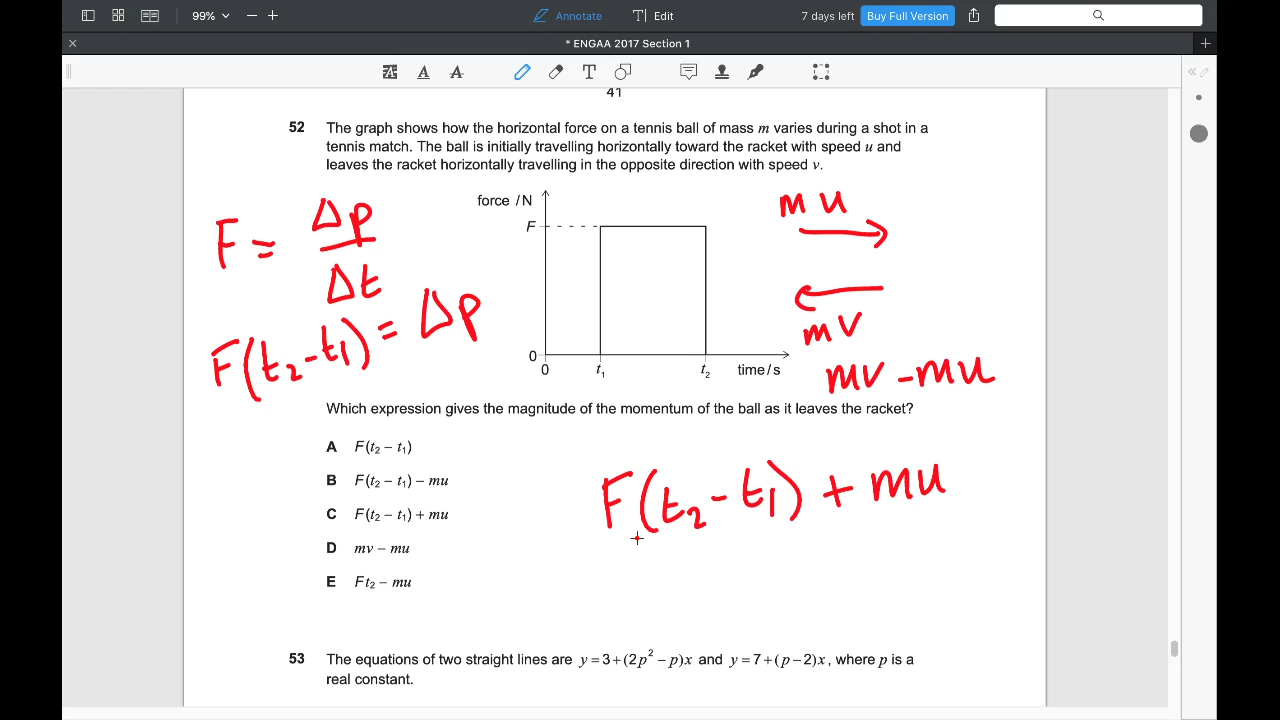 99% Annotate Edit 7 days left Buy Full Version
* ENGAA 2017 Section 1
41
52 The graph shows how the horizontal force on a tennis ball of mass m varies during a shot in a
tennis match. The ball is initially travelling horizontally toward the racket with speed u and
leaves the racket horizontally travelling in the opposite direction with speed v.
force / N
F
0
0 t₁ t₂ time / s
F = Δp
Δt
F(t₂ - t₁) = Δp
mu
mv
mv - mu
Which expression gives the magnitude of the momentum of the ball as it leaves the racket?
A F(t₂ – t₁)
B F(t₂ – t₁) – mu
C F(t₂ – t₁) + mu
D mv – mu
E Ft₂ – mu
F(t₂ - t₁) + mu
53 The equations of two straight lines are y = 3 + (2p² – p)x and y = 7 + (p – 2)x, where p is a
real constant.